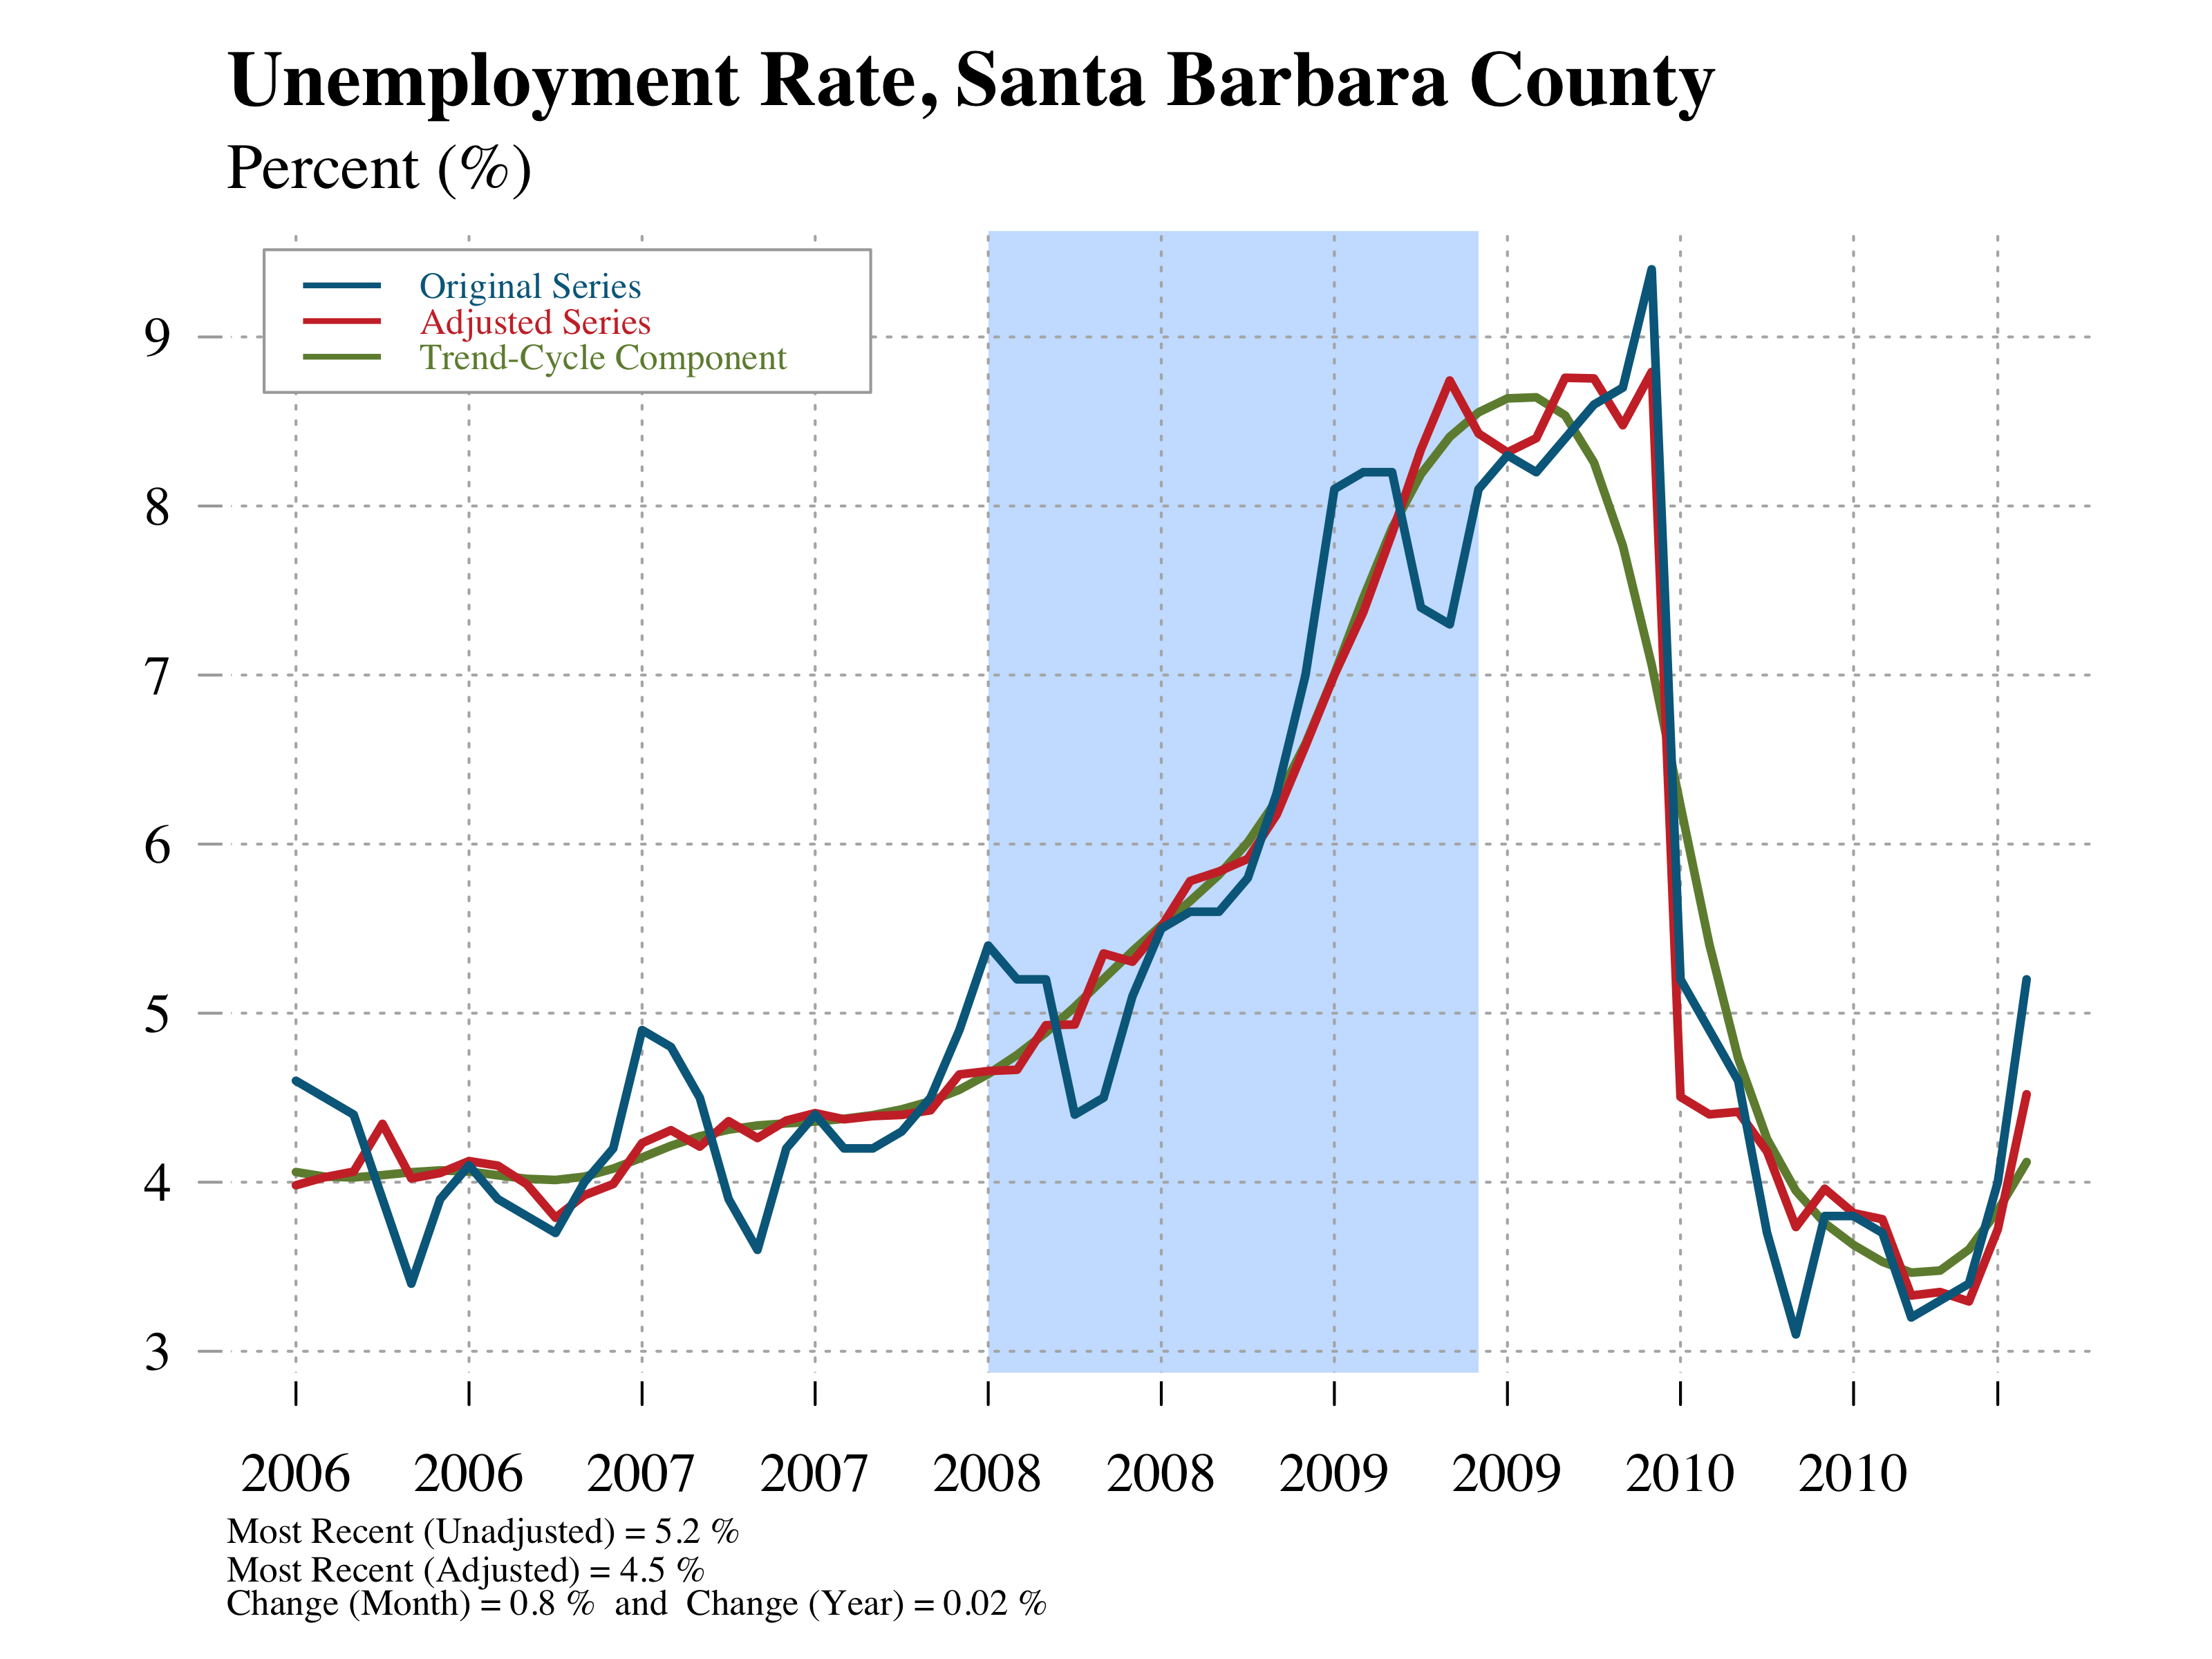 Unemployment Rate, Santa Barbara County
Percent (%)
Original Series
Adjusted Series
Trend-Cycle Component
9
8
7
6
5
4
3
2006 2006 2007 2007 2008 2008 2009 2009 2010 2010
Most Recent (Unadjusted) = 5.2 %
Most Recent (Adjusted) = 4.5 %
Change (Month) = 0.8 % and Change (Year) = 0.02 %